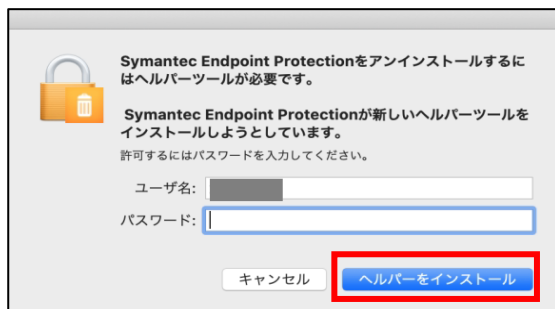 Symantec Endpoint Protectionをアンインストールするに
はヘルパーツールが必要です。
Symantec Endpoint Protectionが新しいヘルパーツールを
インストールしようとしています。
許可するにはパスワードを入力してください。
ユーザ名:
パスワード:
キャンセル
ヘルパーをインストール